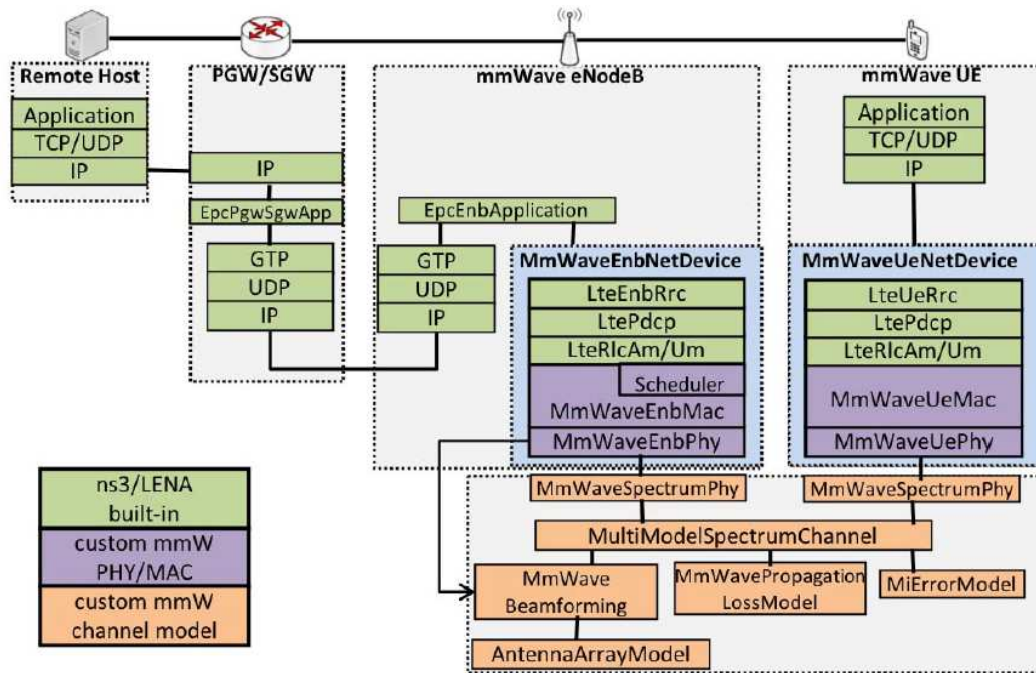 Remote Host
Application
TCP/UDP
IP
PGW/SGW
IP
EpcPgwSgwApp
GTP
UDP
IP
mmWave eNodeB
EpcEnbApplication
GTP
UDP
IP
MmWaveEnbNetDevice
LteEnbRrc
LtePdcp
LteRlcAm/Um
Scheduler
MmWaveEnbMac
MmWaveEnbPhy
mmWave UE
Application
TCP/UDP
IP
MmWaveUeNetDevice
LteUeRrc
LtePdcp
LteRlcAm/Um
MmWaveUeMac
MmWaveUePhy
MmWaveSpectrumPhy
MmWaveSpectrumPhy
MultiModelSpectrumChannel
MmWave
Beamforming
MmWavePropagation
LossModel
MiErrorModel
AntennaArrayModel
ns3/LENA
built-in
custom mmW
PHY/MAC
custom mmW
channel model